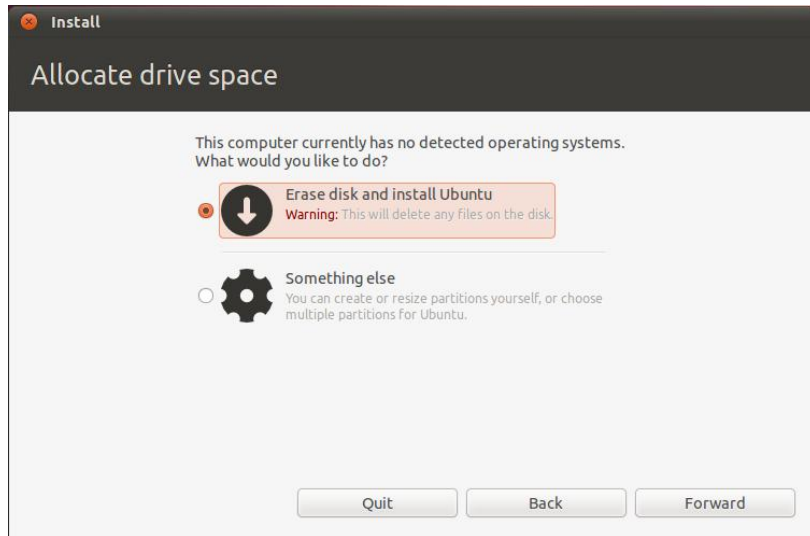 Install
Allocate drive space
This computer currently has no detected operating systems.
What would you like to do?
Erase disk and install Ubuntu
Warning: This will delete any files on the disk.
Something else
You can create or resize partitions yourself, or choose
multiple partitions for Ubuntu.
Quit Back Forward